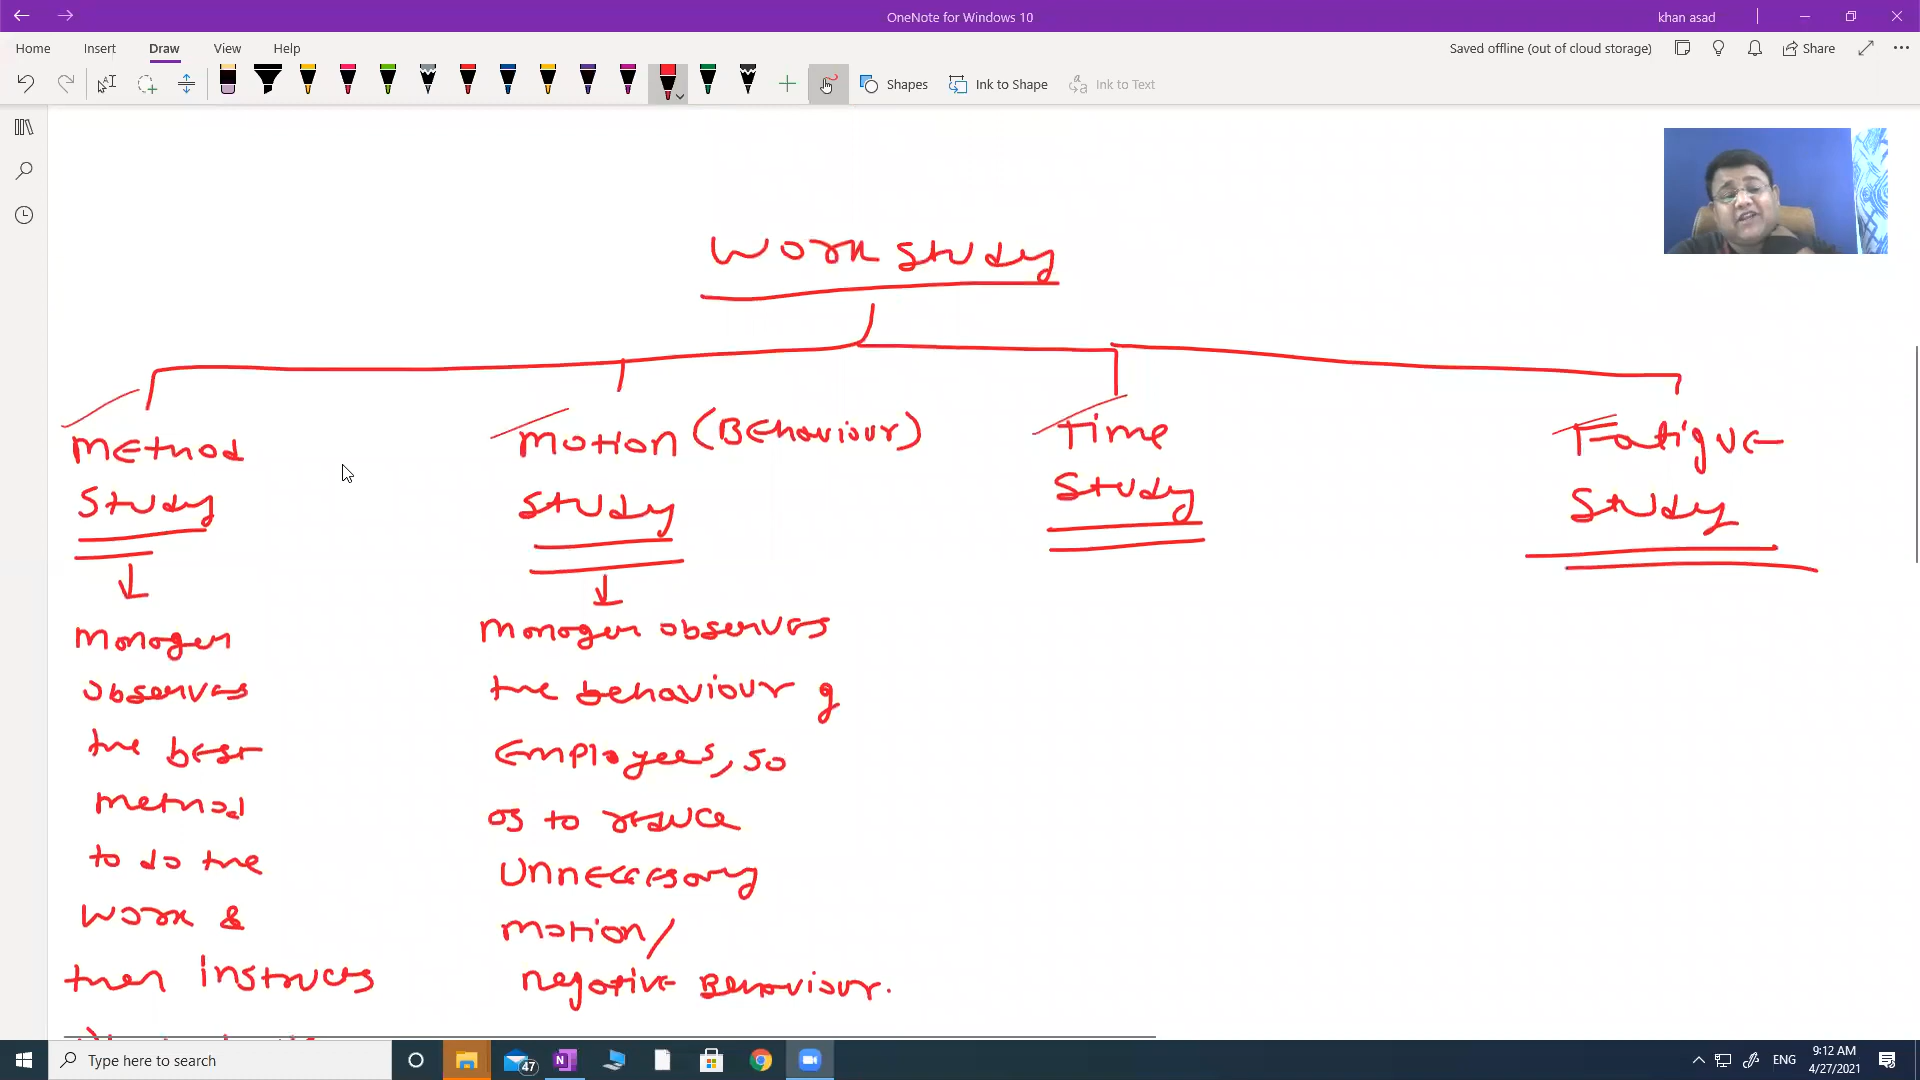 OneNote for Windows 10
khan asad
Home
Insert
Draw
View
Help
Saved offline (out of cloud storage)
Share
Shapes
Ink to Shape
Ink to Text
Work Study
Method
Study
Manager
observes
the best
method
to do the
work &
then instructs
Motion (Behaviour)
Study
Manager observes
the behaviour of
Employees, so
as to reduce
Unnecessary
motion/
negative Behaviour.
Time
Study
Fatigue
Study
Type here to search
47
ENG
9:12 AM
4/27/2021